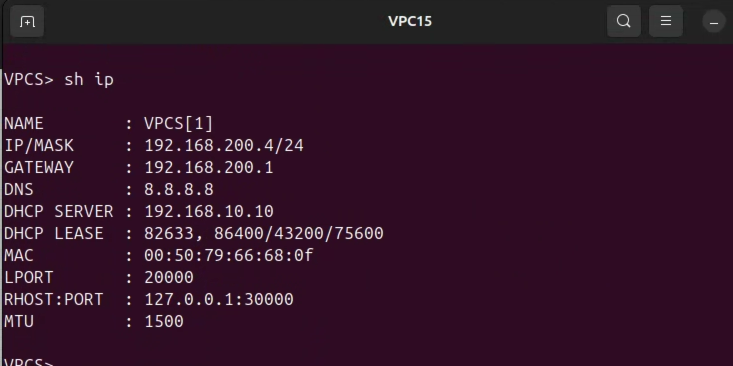 VPC15
VPCS> sh ip
NAME : VPCS[1]
IP/MASK : 192.168.200.4/24
GATEWAY : 192.168.200.1
DNS : 8.8.8.8
DHCP SERVER : 192.168.10.10
DHCP LEASE : 82633, 86400/43200/75600
MAC : 00:50:79:66:68:0f
LPORT : 20000
RHOST:PORT : 127.0.0.1:30000
MTU : 1500
VPCS>